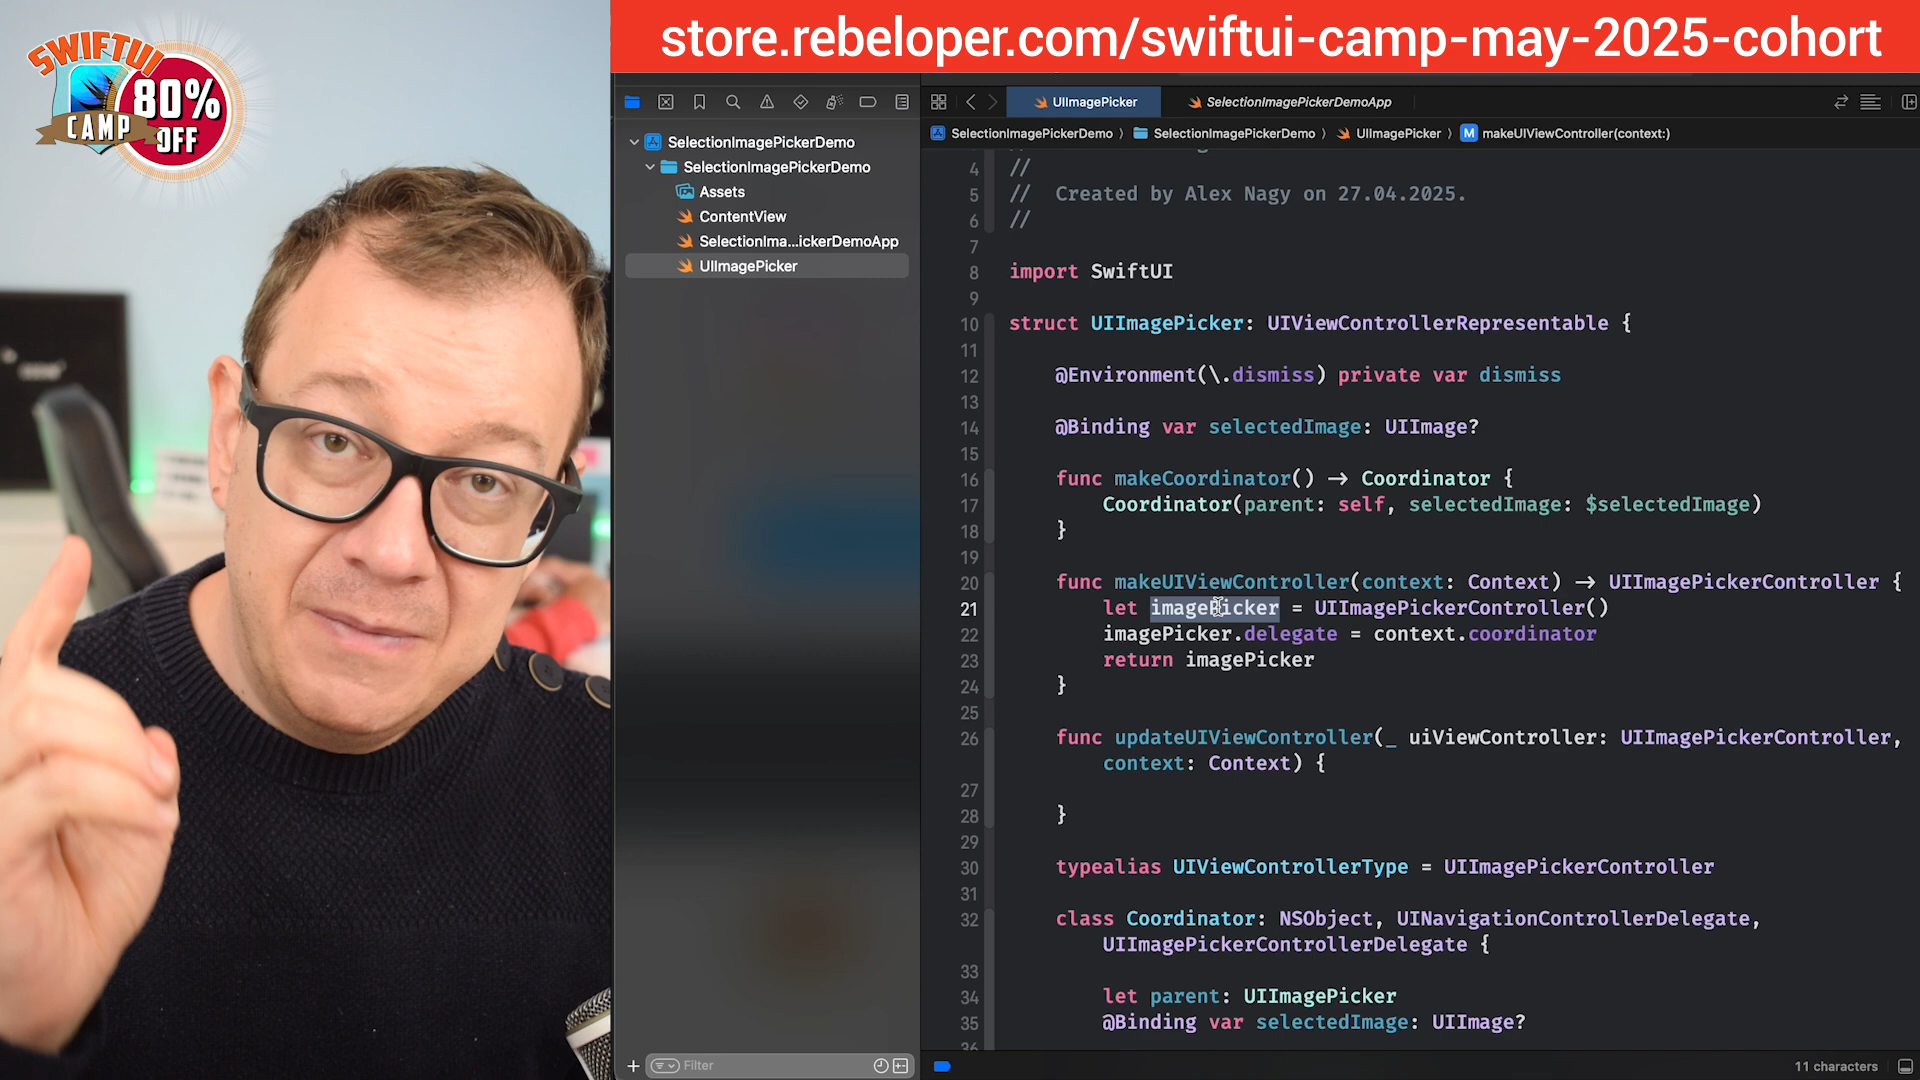 store.rebeloper.com/swiftui-camp-may-2025-cohort
SWIFTUI
CAMP
80%
OFF
UIImagePicker
SelectionImagePickerDemoApp
SelectionImagePickerDemo
SelectionImagePickerDemo
UIImagePicker
M makeUIViewController(context:)
SelectionImagePickerDemo
SelectionImagePickerDemo
Assets
ContentView
SelectionIma...ickerDemoApp
UIImagePicker
4 //
5 //  Created by Alex Nagy on 27.04.2025.
6 //
7
8 import SwiftUI
9
10 struct UIImagePicker: UIViewControllerRepresentable {
11
12 @Environment(\.dismiss) private var dismiss
13
14 @Binding var selectedImage: UIImage?
15
16 func makeCoordinator() -> Coordinator {
17 Coordinator(parent: self, selectedImage: $selectedImage)
18 }
19
20 func makeUIViewController(context: Context) -> UIImagePickerController {
21 let imagePicker = UIImagePickerController()
22 imagePicker.delegate = context.coordinator
23 return imagePicker
24 }
25
26 func updateUIViewController(_ uiViewController: UIImagePickerController,
context: Context) {
27
28 }
29
30 typealias UIViewControllerType = UIImagePickerController
31
32 class Coordinator: NSObject, UINavigationControllerDelegate,
UIImagePickerControllerDelegate {
33
34 let parent: UIImagePicker
35 @Binding var selectedImage: UIImage?
36
Filter
11 characters